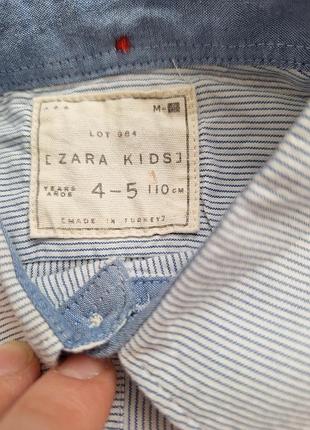 *** M-
LOT 984
[ZARA KIDS]
YEARS 4-5 110 CM
AÑOS
[MADE IN TURKEY]